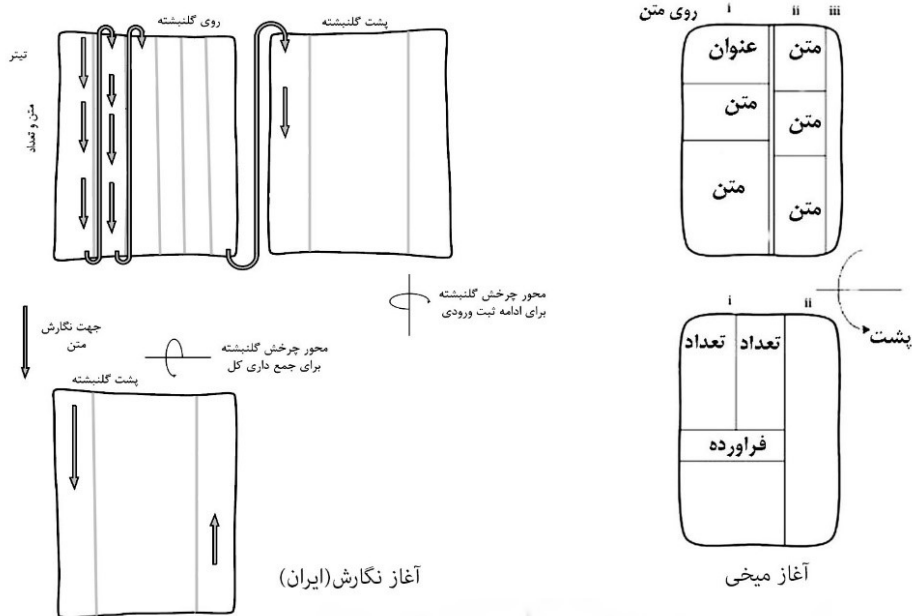 روی گلنبشته
پشت گلنبشته
تیتر
متن و تعداد
محور چرخش گلنبشته
برای ادامه ثبت ورودی
جهت نگارش
متن
محور چرخش گلنبشته
برای جمع داری کل
پشت گلنبشته
آغاز نگارش(ایران)
روی متن
i ii iii
عنوان
متن
متن
متن
متن
متن
i ii
پشت
تعداد تعداد
فراورده
آغاز میخی